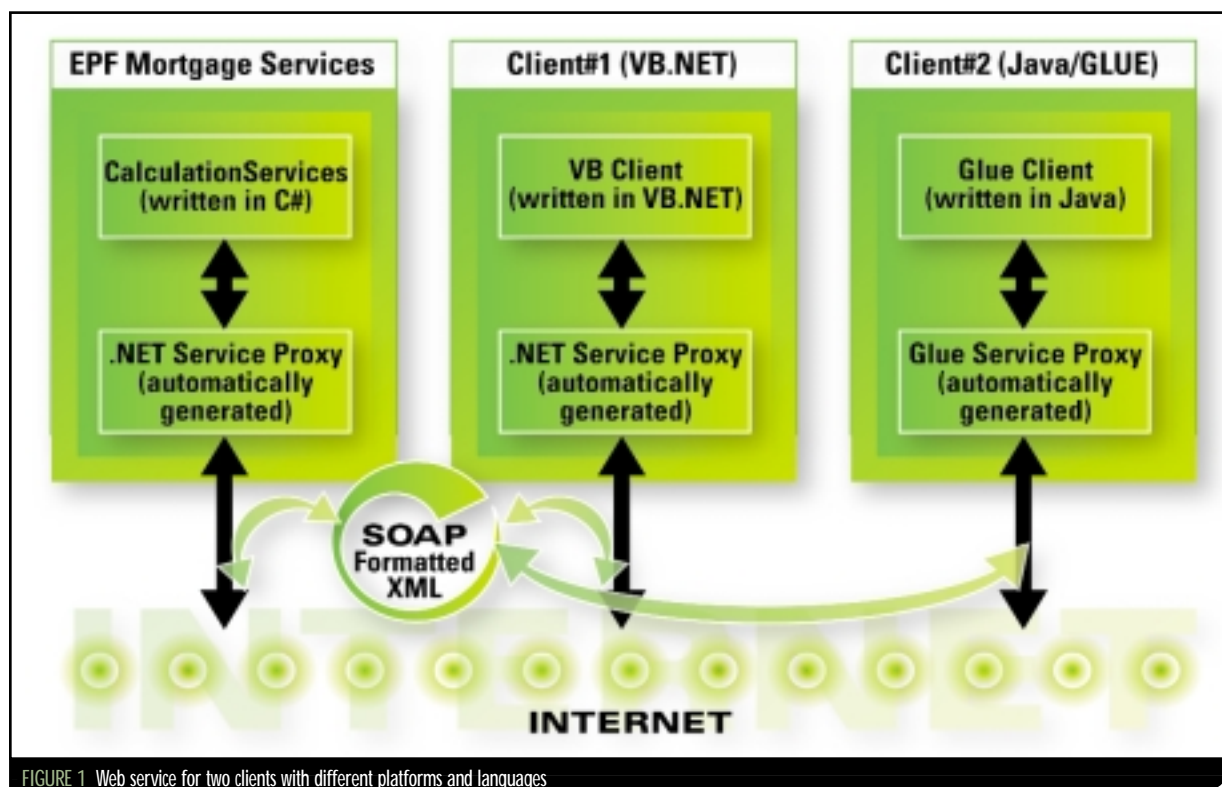 EPF Mortgage Services
CalculationServices
(written in C#)
.NET Service Proxy
(automatically
generated)
Client#1 (VB.NET)
VB Client
(written in VB.NET)
.NET Service Proxy
(automatically
generated)
Client#2 (Java/GLUE)
Glue Client
(written in Java)
Glue Service Proxy
(automatically
generated)
SOAP
Formatted
XML
INTERNET
INTERNET
FIGURE 1 Web service for two clients with different platforms and languages